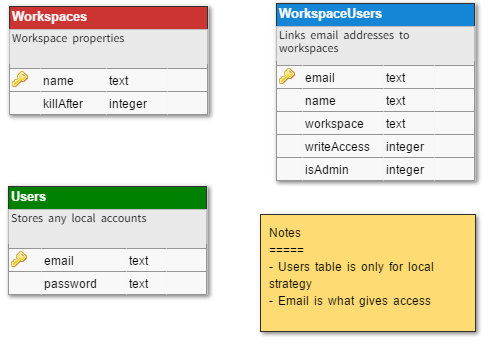 Workspaces
Workspace properties
name text
killAfter integer
WorkspaceUsers
Links email addresses to
workspaces
email text
name text
workspace text
writeAccess integer
isAdmin integer
Users
Stores any local accounts
email text
password text
Notes
=====
- Users table is only for local
strategy
- Email is what gives access